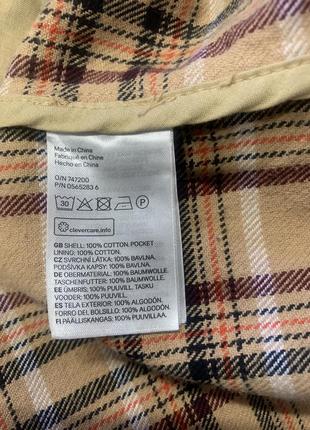 Made in China
Fabriqué en Chine
Hecho en China
O/N 747200
P/N 0565283 6
30 P
clevercare.info
GB SHELL: 100% COTTON. POCKET
LINING: 100% COTTON.
CZ SVRCHNÍ LÁTKA: 100% BAVLNA.
PODŠÍVKA KAPSY: 100% BAVLNA.
DE OBERMATERIAL: 100% BAUMWOLLE.
TASCHENFUTTER: 100% BAUMWOLLE.
EE ÜMBRIS: 100% PUUVILL. TASKU
VOODER: 100% PUUVILL.
ES TELA EXTERIOR: 100% ALGODÓN.
FORRO DEL BOLSILLO: 100% ALGODÓN.
FI PÄÄLLISKANGAS: 100% PUUVILLAA.